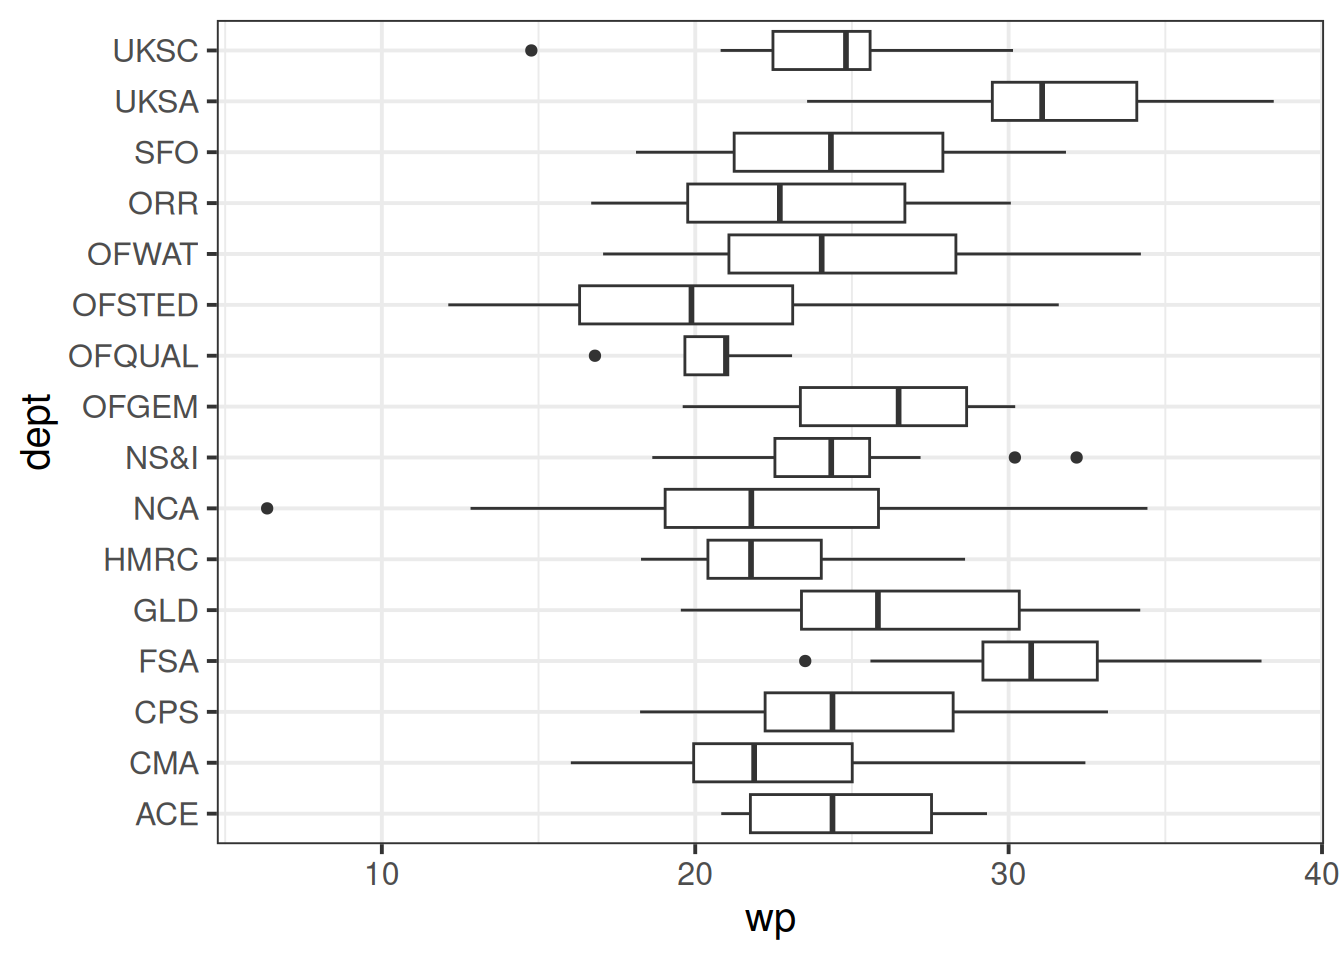 UKSC
UKSA
SFO
ORR
OFWAT
OFSTED
OFQUAL
OFGEM
NS&I
NCA
HMRC
GLD
FSA
CPS
CMA
ACE
dept
10 20 30 40
wp